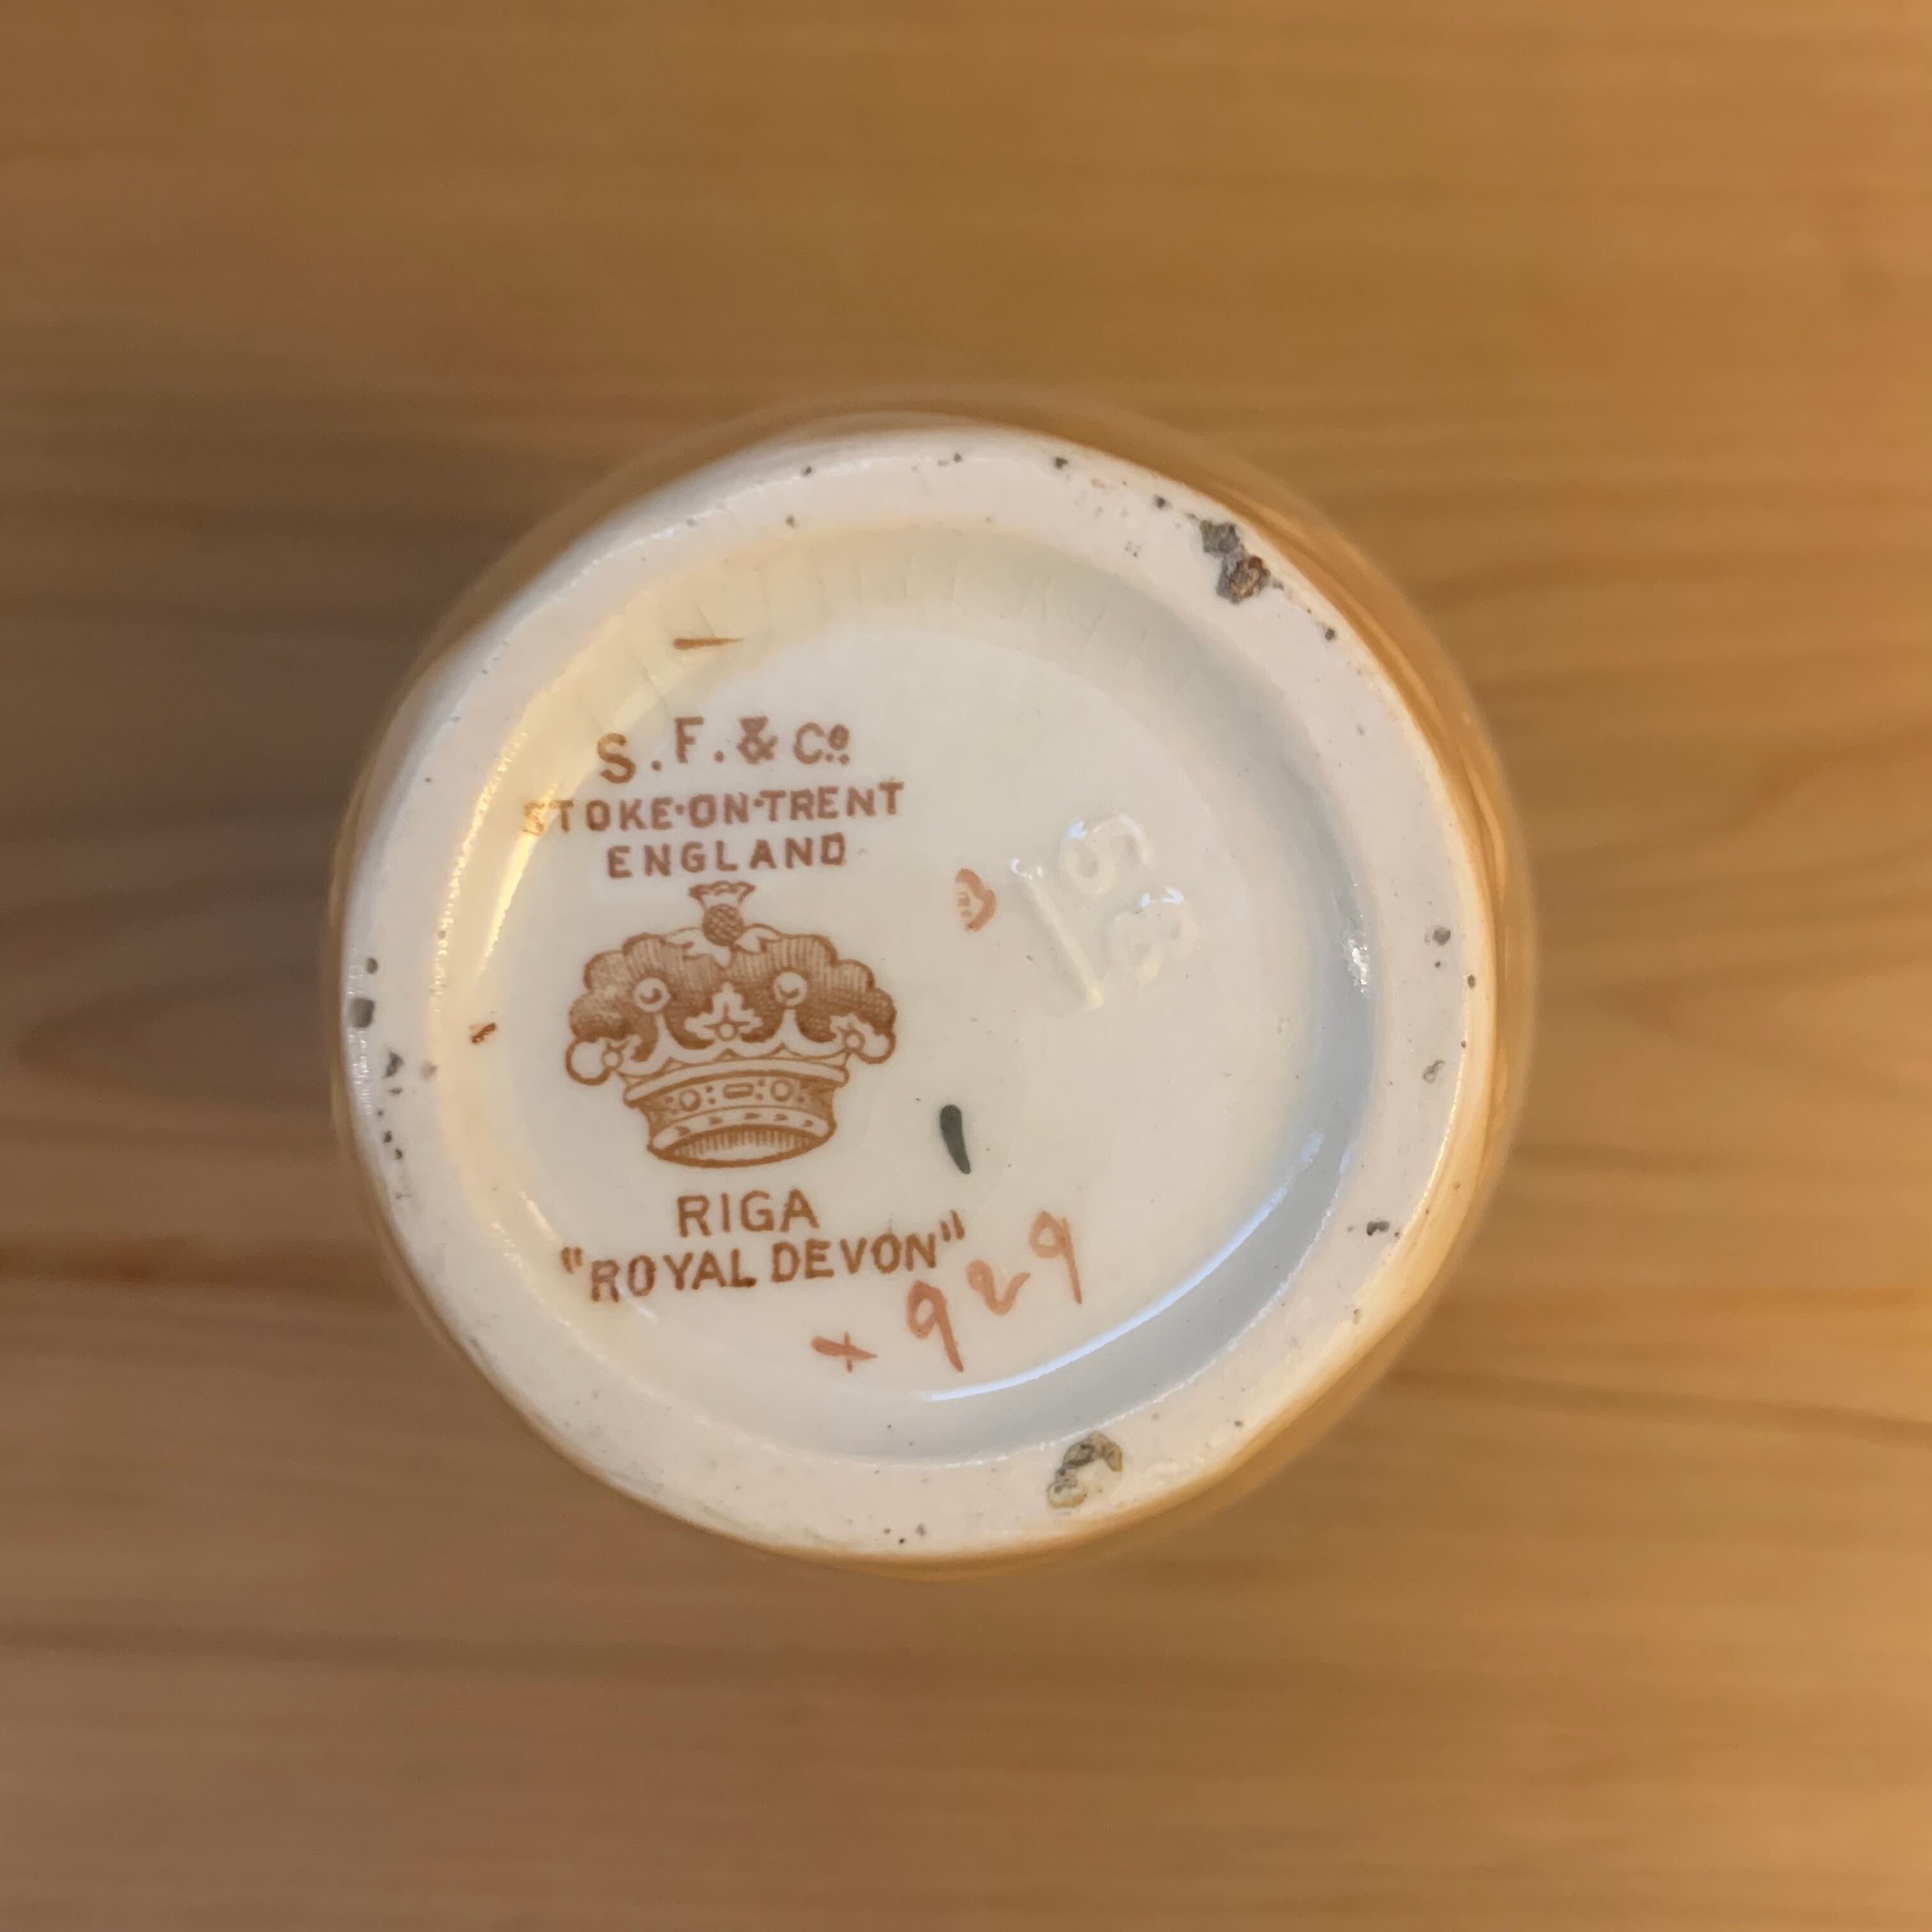 S. F. & Co.
STOKE·ON·TRENT
ENGLAND
RIGA
"ROYAL DEVON"
+ 929